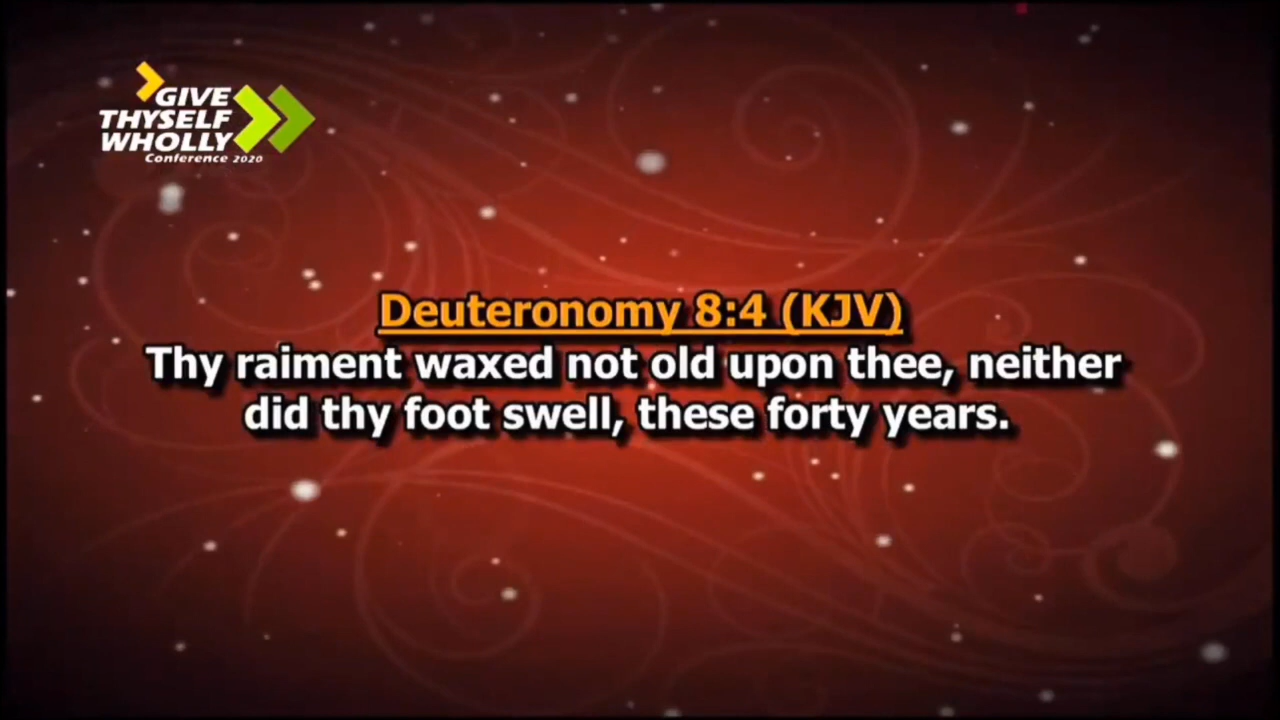 GIVE
THYSELF
WHOLLY
Conference 2020
Deuteronomy 8:4 (KJV)
Thy raiment waxed not old upon thee, neither
did thy foot swell, these forty years.